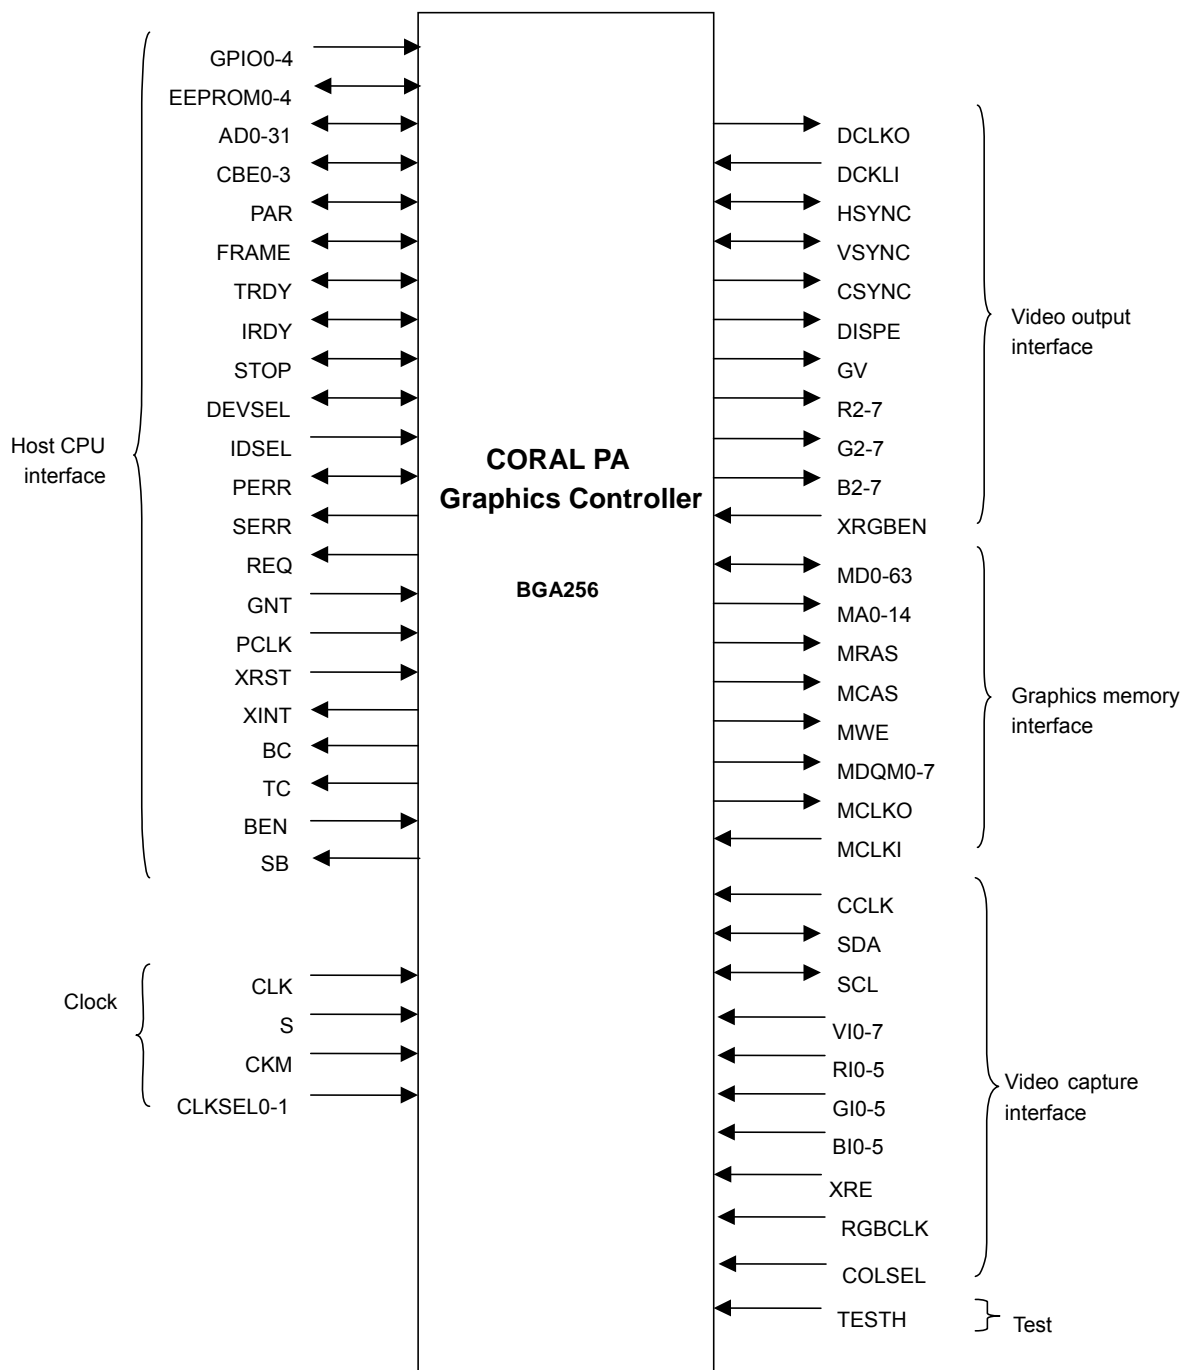 GPIO0-4
EEPROM0-4
AD0-31
CBE0-3
PAR
FRAME
TRDY
IRDY
STOP
DEVSEL
IDSEL
PERR
SERR
REQ
GNT
PCLK
XRST
XINT
BC
TC
BEN
SB
Host CPU
interface
CLK
S
CKM
CLKSEL0-1
Clock
CORAL PA
Graphics Controller
BGA256
DCLKO
DCKLI
HSYNC
VSYNC
CSYNC
DISPE
GV
R2-7
G2-7
B2-7
XRGBEN
Video output
interface
MD0-63
MA0-14
MRAS
MCAS
MWE
MDQM0-7
MCLKO
MCLKI
Graphics memory
interface
CCLK
SDA
SCL
VI0-7
RI0-5
GI0-5
BI0-5
XRE
RGBCLK
COLSEL
Video capture
interface
TESTH
Test